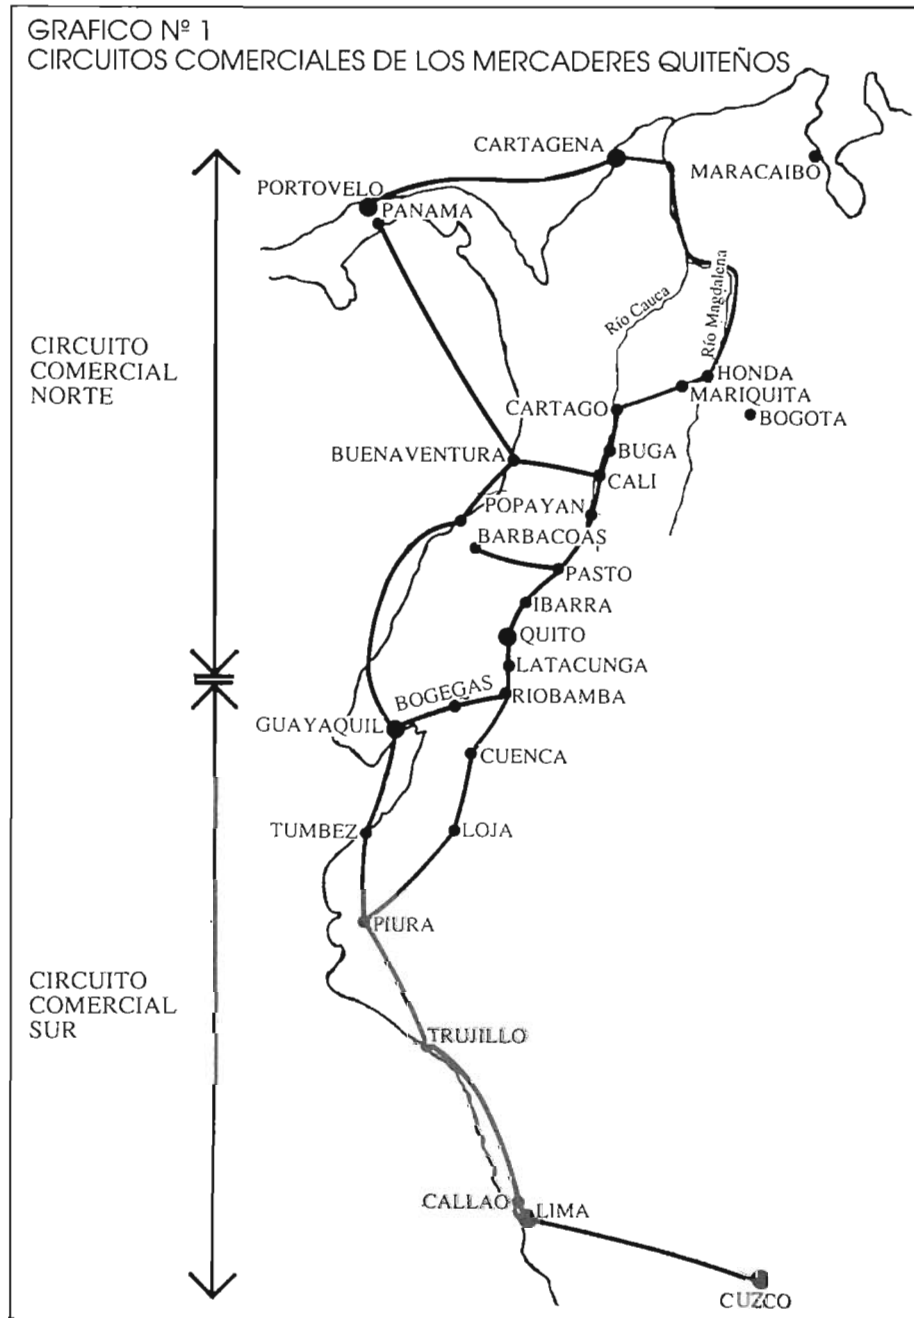 GRAFICO Nº 1
CIRCUITOS COMERCIALES DE LOS MERCADERES QUITEÑOS
CARTAGENA
MARACAIBO
PORTOVELO
PANAMA
Río Cauca
Río Magdalena
CIRCUITO
COMERCIAL
NORTE
HONDA
MARIQUITA
CARTAGO
BOGOTA
BUENAVENTURA
BUGA
CALI
POPAYAN
BARBACOAS
PASTO
IBARRA
QUITO
LATACUNGA
BOGEGAS
RIOBAMBA
GUAYAQUIL
CUENCA
TUMBEZ
LOJA
PIURA
CIRCUITO
COMERCIAL
SUR
TRUJILLO
CALLAO
LIMA
CUZCO